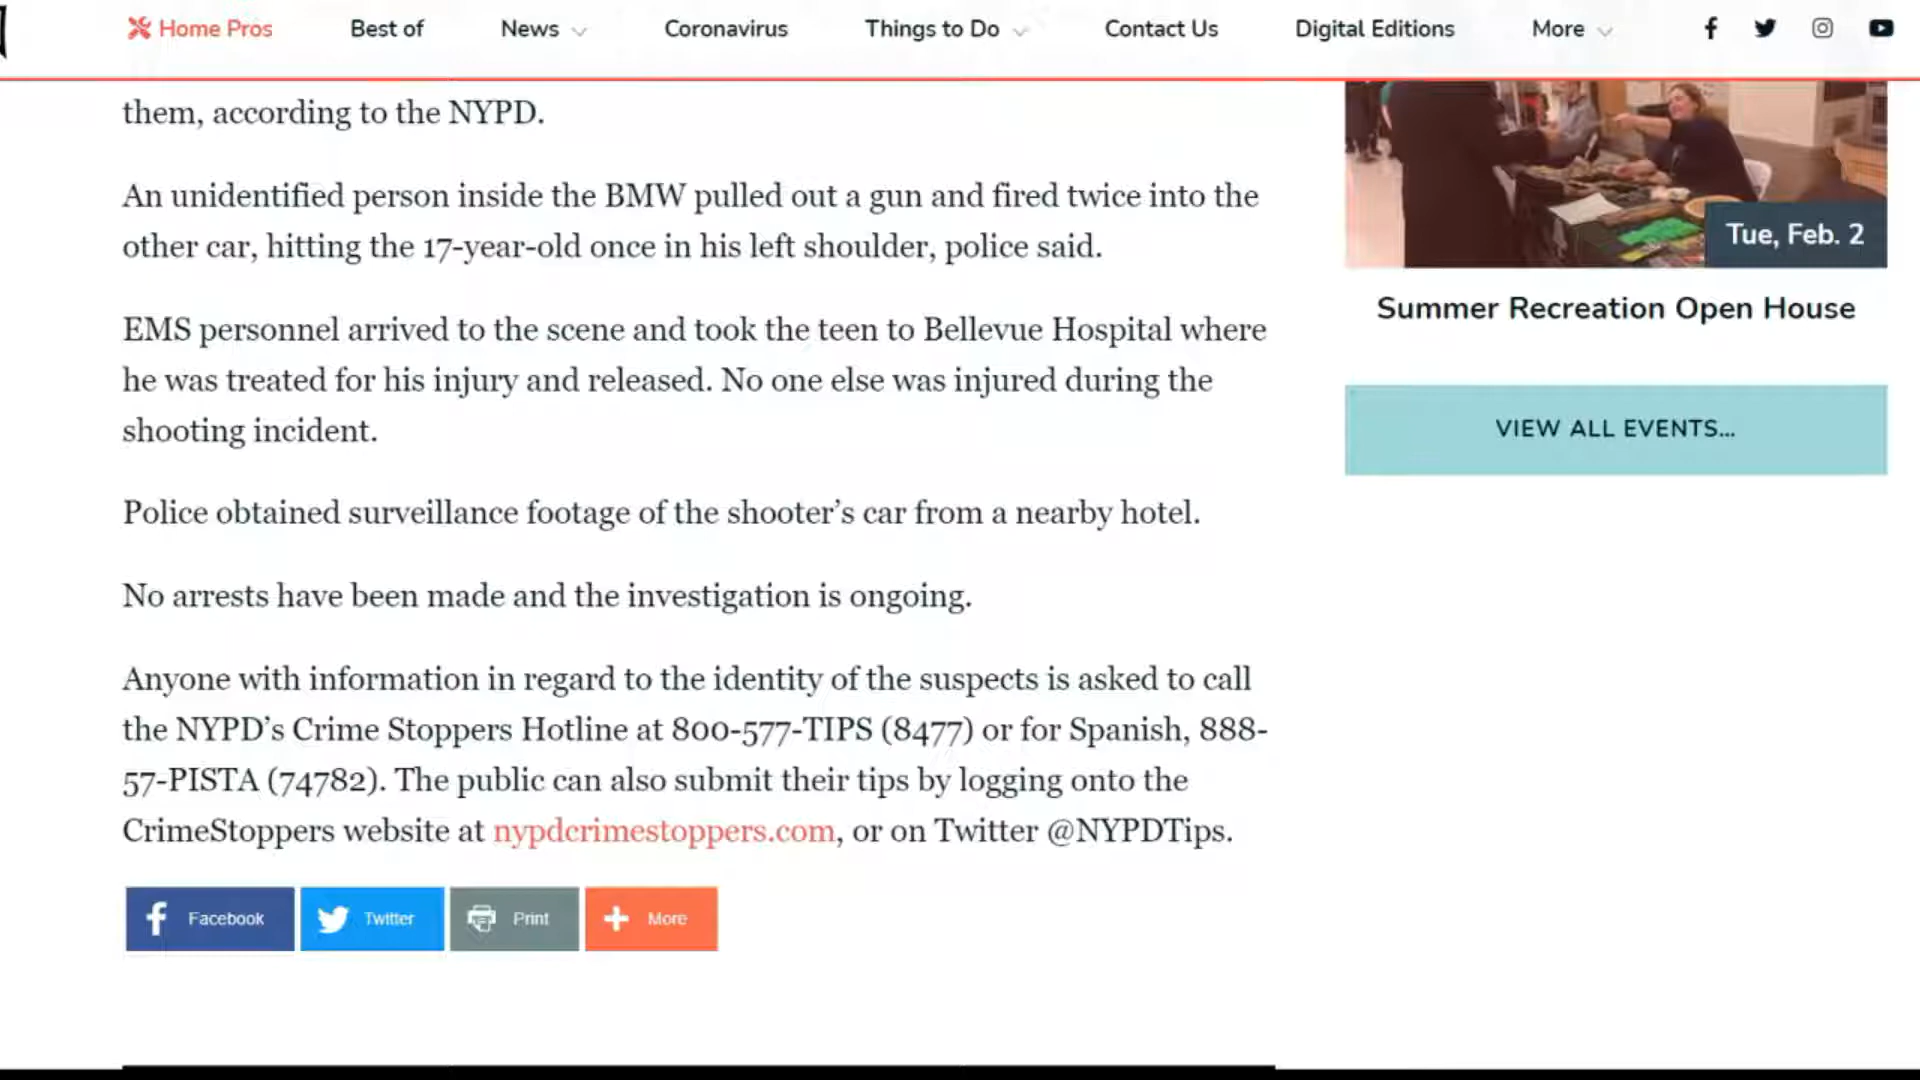 Home Pros
Best of
News
Coronavirus
Things to Do
Contact Us
Digital Editions
More
them, according to the NYPD.
An unidentified person inside the BMW pulled out a gun and fired twice into the
other car, hitting the 17-year-old once in his left shoulder, police said.
EMS personnel arrived to the scene and took the teen to Bellevue Hospital where
he was treated for his injury and released. No one else was injured during the
shooting incident.
Police obtained surveillance footage of the shooter’s car from a nearby hotel.
No arrests have been made and the investigation is ongoing.
Anyone with information in regard to the identity of the suspects is asked to call
the NYPD’s Crime Stoppers Hotline at 800-577-TIPS (8477) or for Spanish, 888-
57-PISTA (74782). The public can also submit their tips by logging onto the
CrimeStoppers website at nypdcrimestoppers.com, or on Twitter @NYPDTips.
Facebook
Twitter
Print
More
Tue, Feb. 2
Summer Recreation Open House
VIEW ALL EVENTS...